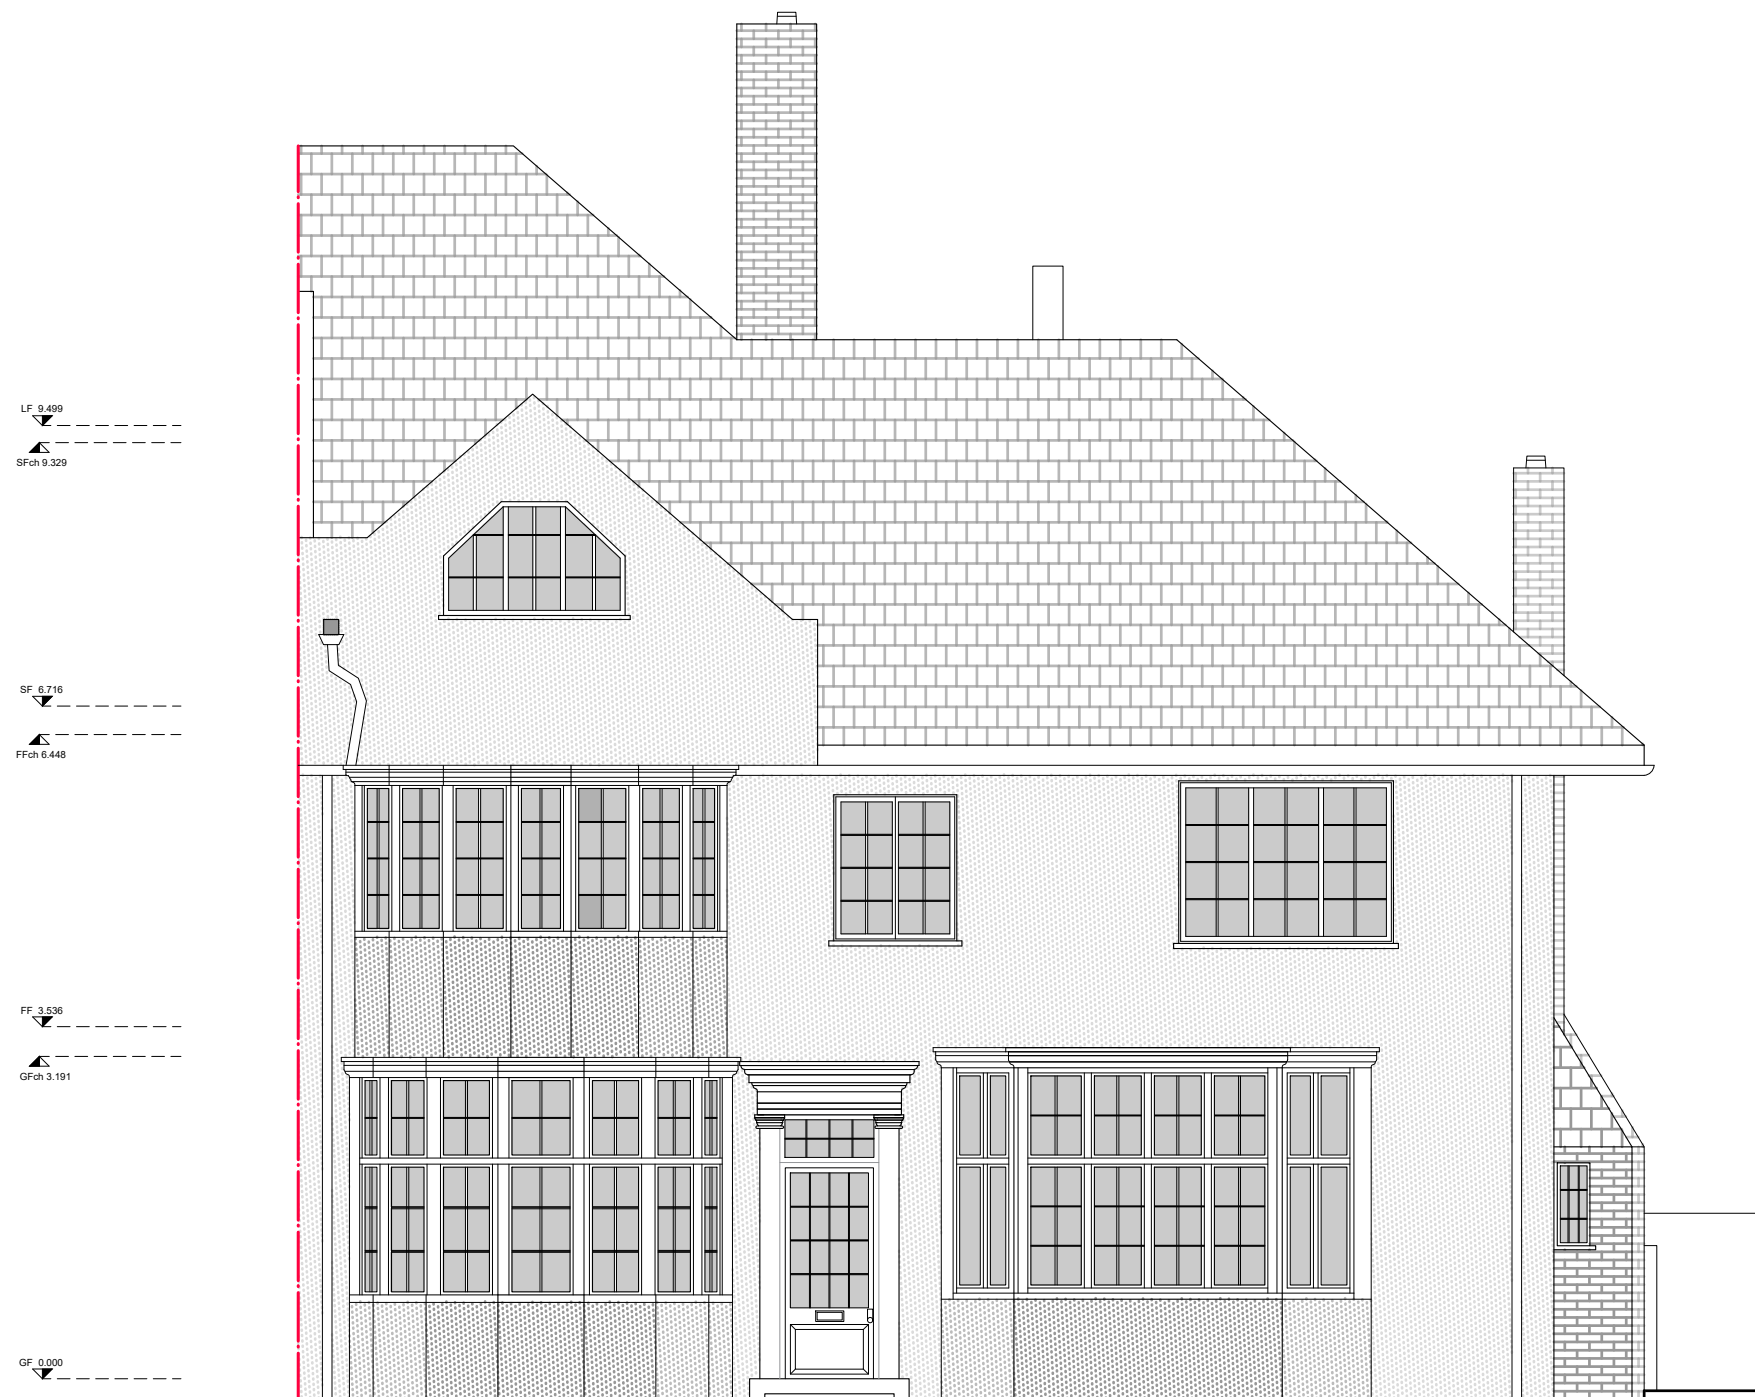 LF 9.499
SFch 9.329
SF 6.716
FFch 6.448
FF 3.536
GFch 3.191
GF 0.000